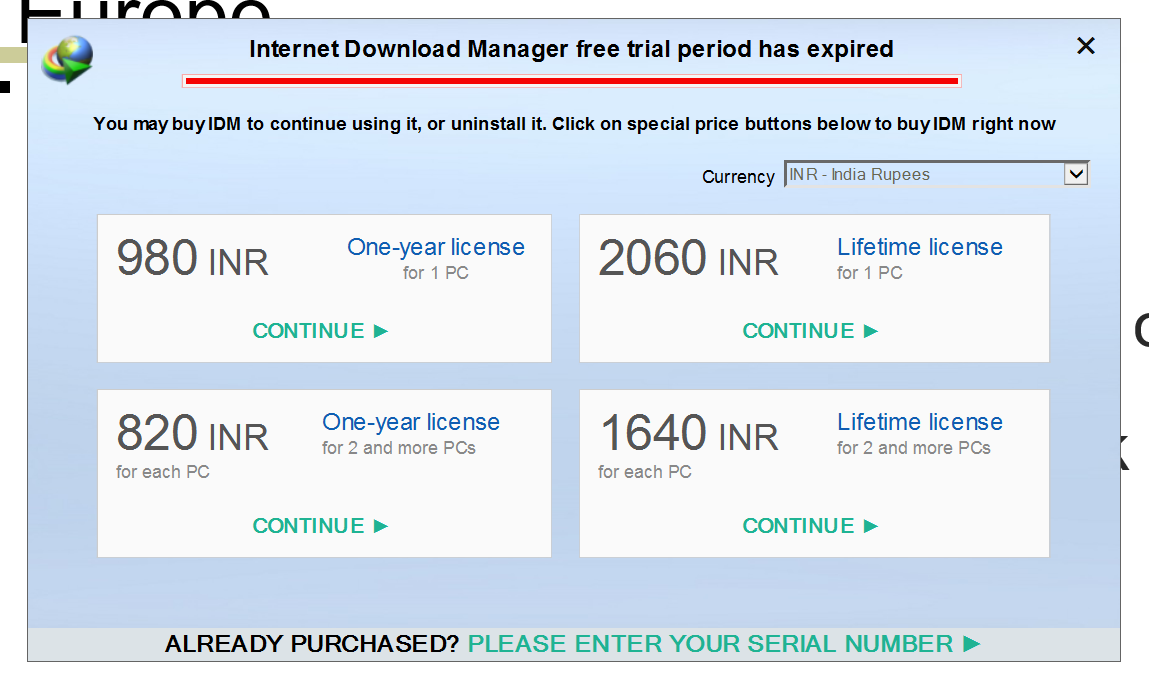 Europe
Internet Download Manager free trial period has expired
You may buy IDM to continue using it, or uninstall it. Click on special price buttons below to buy IDM right now
Currency INR - India Rupees
980 INR
One-year license
for 1 PC
CONTINUE ►
2060 INR
Lifetime license
for 1 PC
CONTINUE ►
820 INR
for each PC
One-year license
for 2 and more PCs
CONTINUE ►
1640 INR
for each PC
Lifetime license
for 2 and more PCs
CONTINUE ►
ALREADY PURCHASED? PLEASE ENTER YOUR SERIAL NUMBER ►